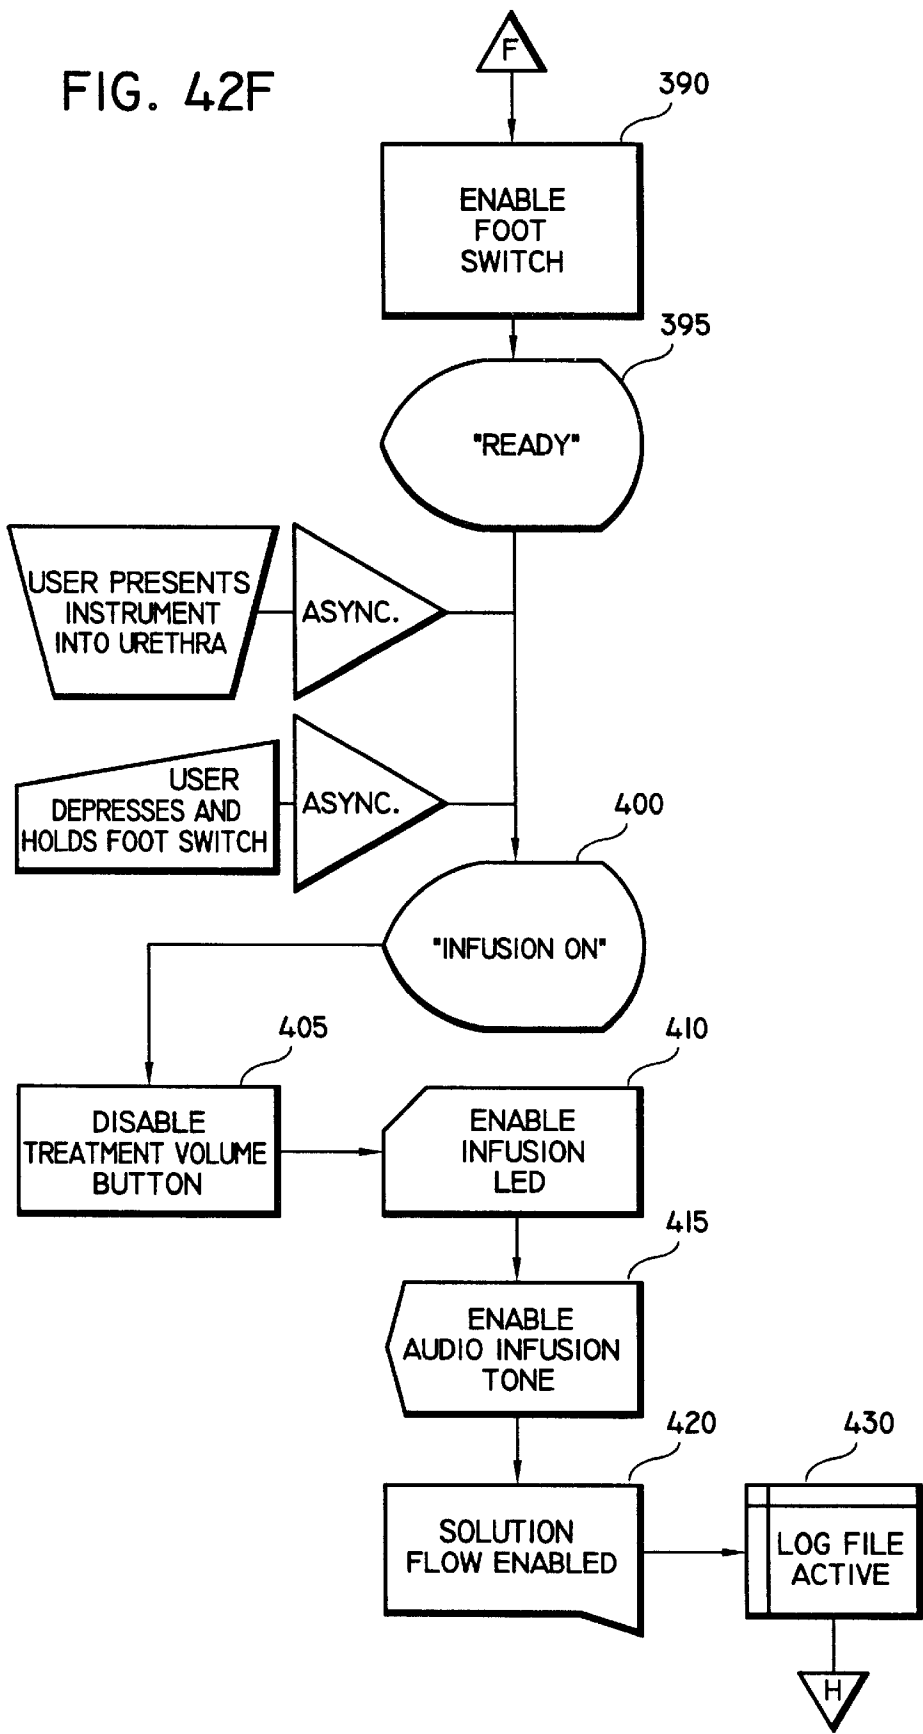 FIG. 42F
F
390
ENABLE
FOOT
SWITCH
395
"READY"
USER PRESENTS
INSTRUMENT
INTO URETHRA
ASYNC.
USER
DEPRESSES AND
HOLDS FOOT SWITCH
ASYNC.
400
"INFUSION ON"
405
DISABLE
TREATMENT VOLUME
BUTTON
410
ENABLE
INFUSION
LED
415
ENABLE
AUDIO INFUSION
TONE
420
SOLUTION
FLOW ENABLED
430
LOG FILE
ACTIVE
H